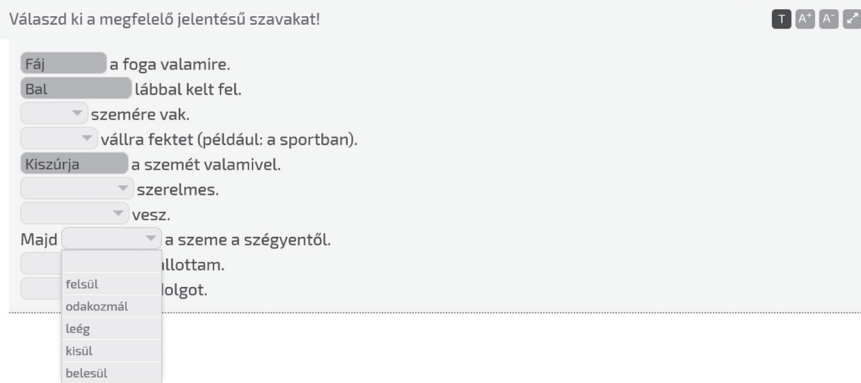 Válaszd ki a megfelelő jelentésű szavakat!
T A+ A-
Fáj a foga valamire.
Bal lábbal kelt fel.
szemére vak.
vállra fektet (például: a sportban).
Kiszúrja a szemét valamivel.
szerelmes.
vesz.
Majd a szeme a szégyentől.
allottam.
dolgot.
felsül
odakozmál
leég
kisül
belesül